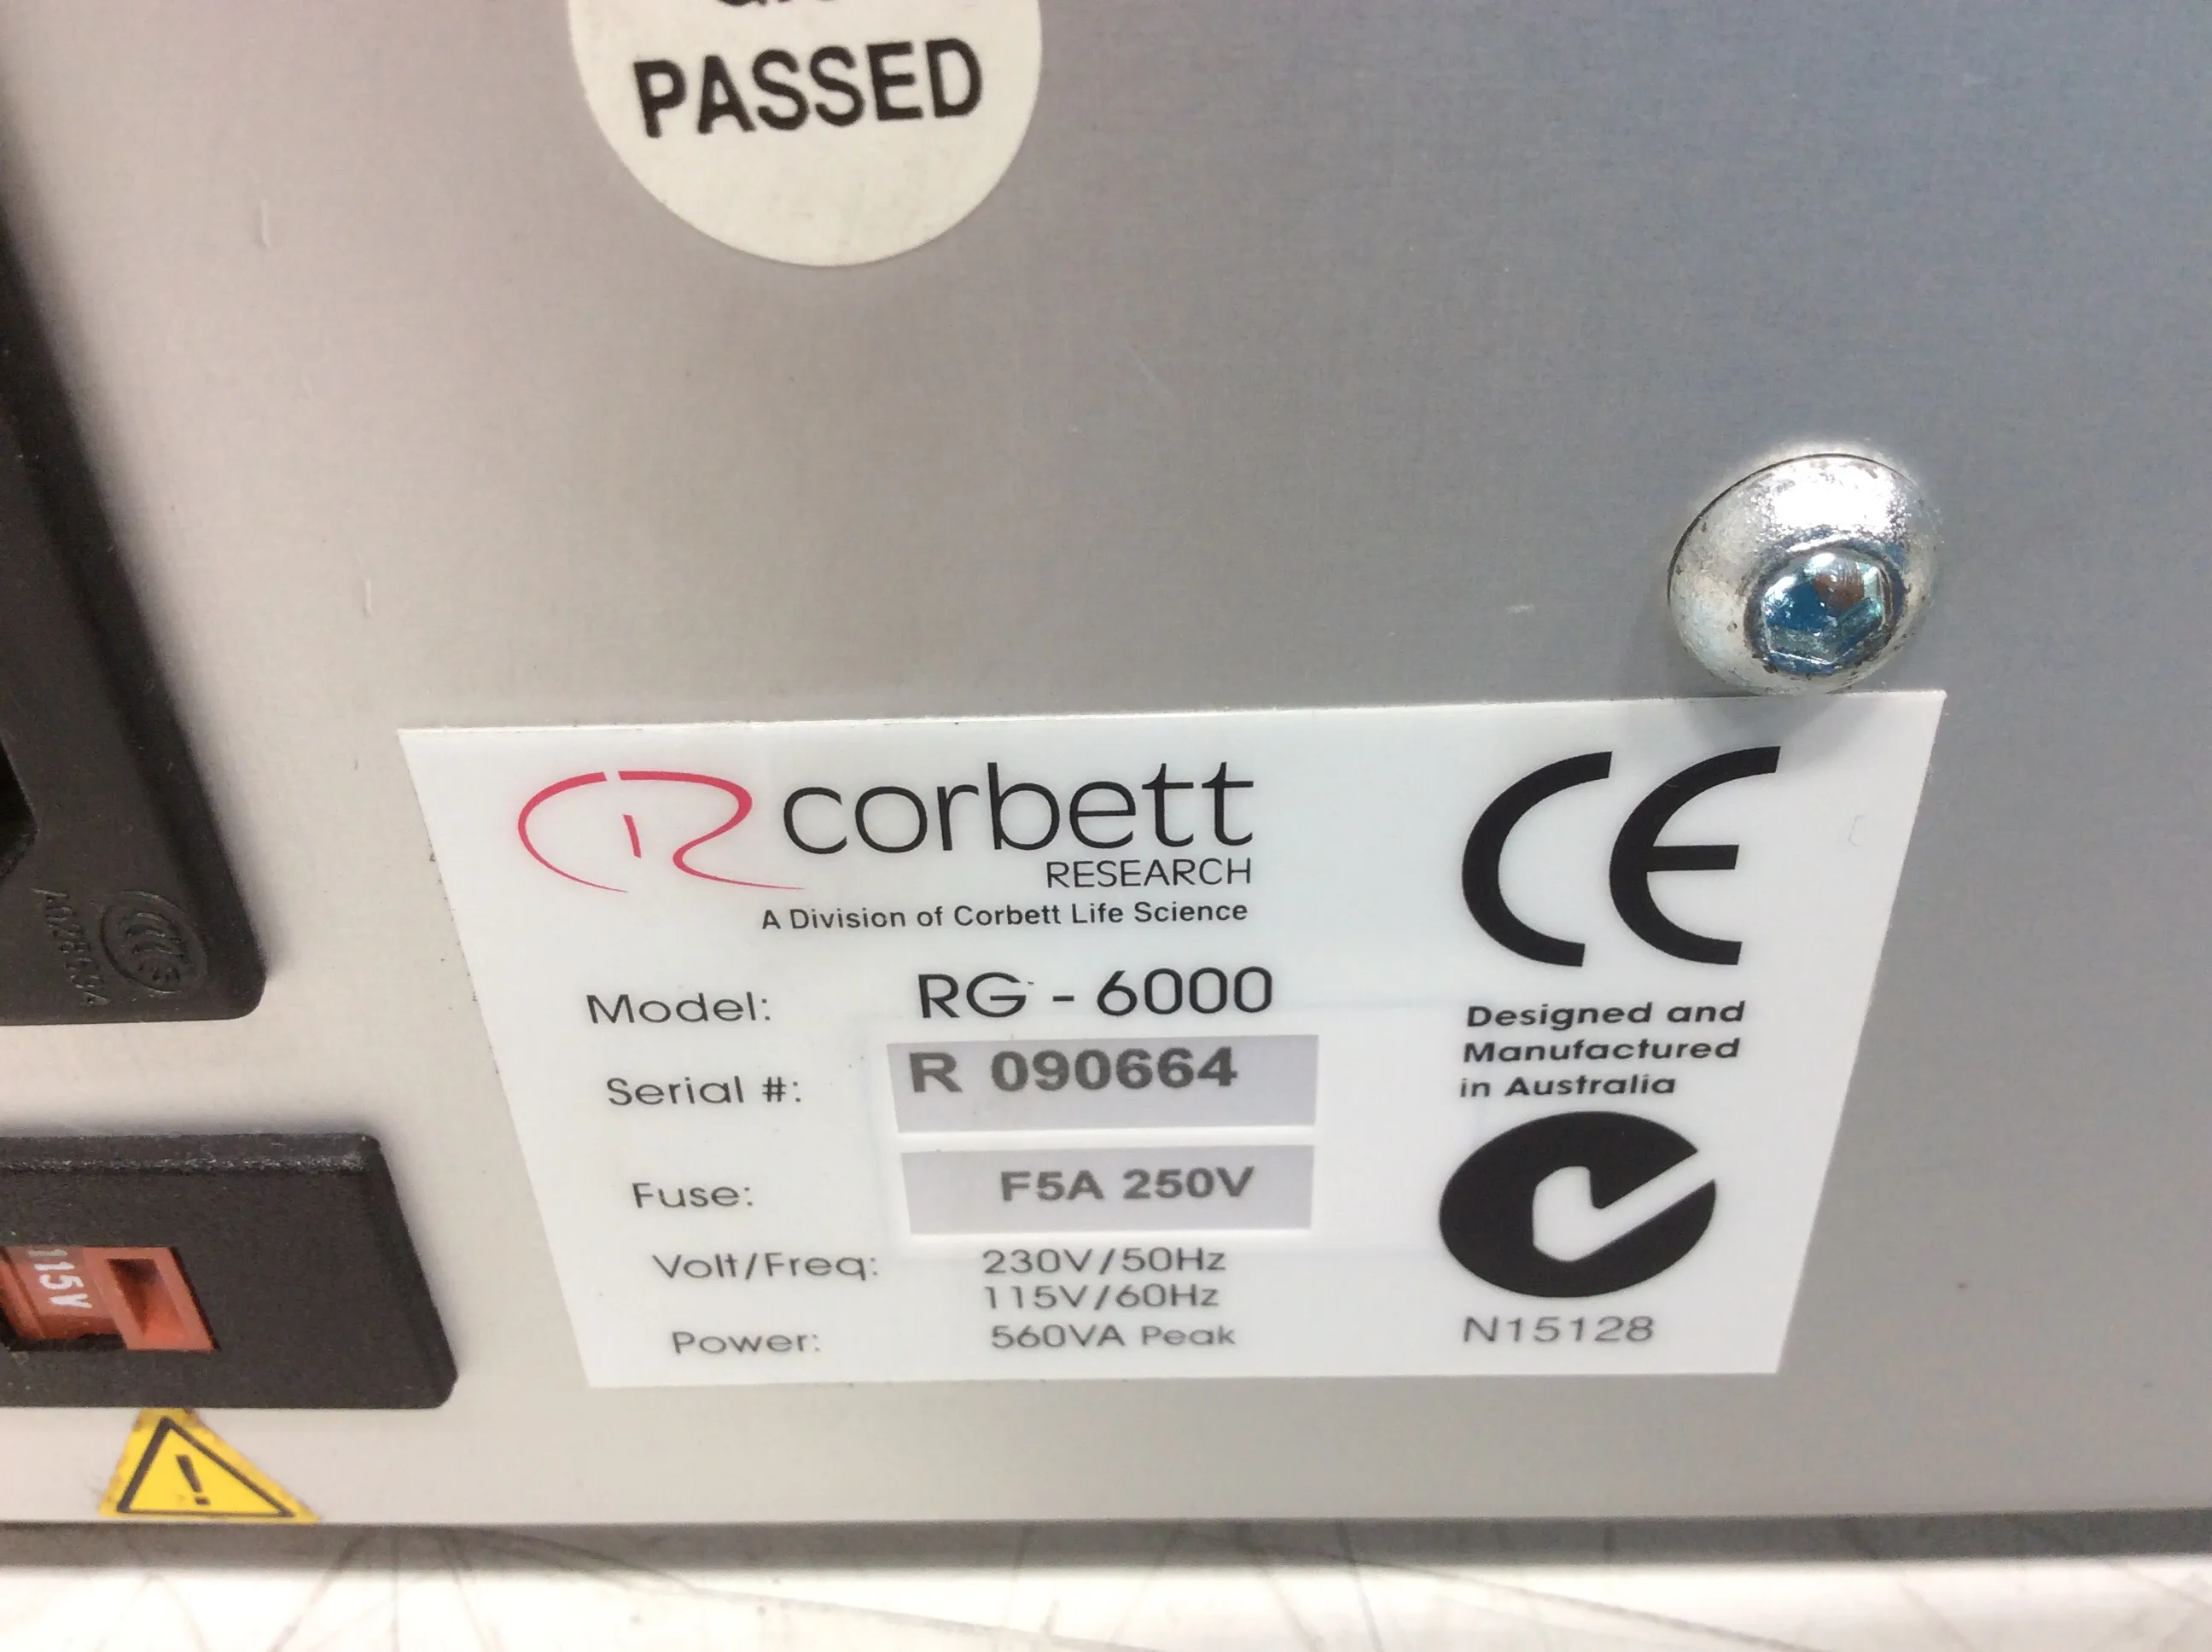 PASSED
corbett
RESEARCH
A Division of Corbett Life Science
Model: RG - 6000
Serial #: R 090664
Fuse: F5A 250V
Volt/Freq: 230V/50Hz
115V/60Hz
Power: 560VA Peak
CE
Designed and
Manufactured
in Australia
N15128
115V